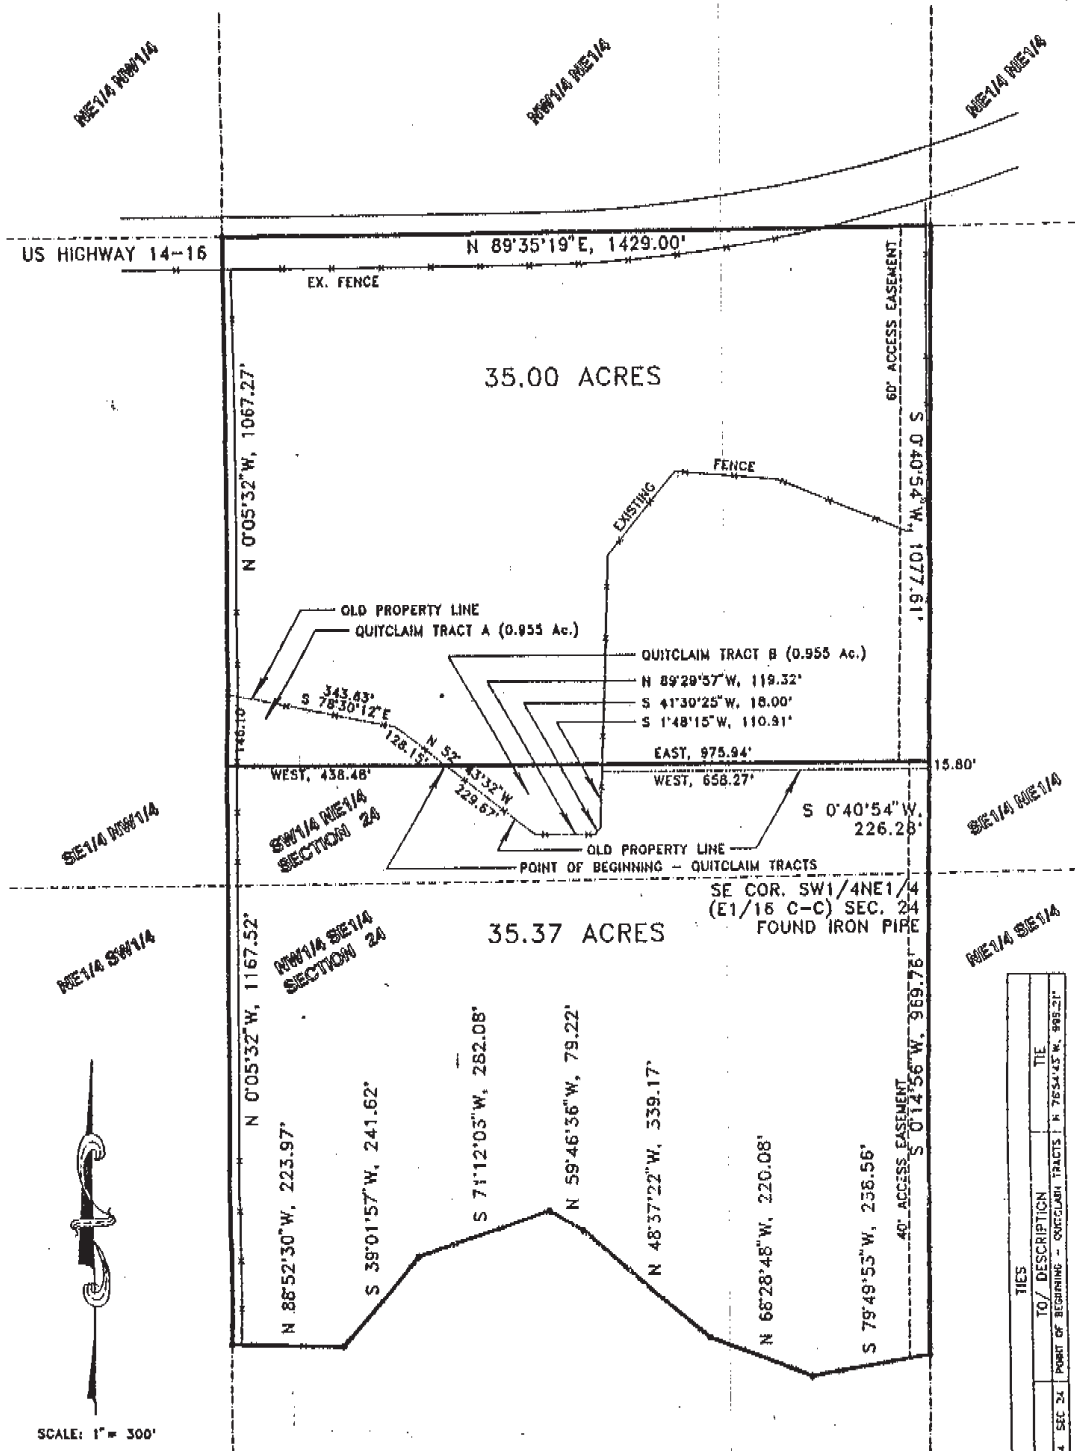 NE1/4 NW1/4
NW1/4 NE1/4
NE1/4 NE1/4
US HIGHWAY 14-16
N 89°35'19"E, 1429.00'
EX. FENCE
60' ACCESS EASEMENT
35.00 ACRES
N 0°05'32"W, 1067.27'
S 0°40'54"W, 1077.61'
FENCE
EXISTING
OLD PROPERTY LINE
QUITCLAIM TRACT A (0.955 Ac.)
QUITCLAIM TRACT B (0.955 Ac.)
N 89°29'57"W, 119.32'
S 41°30'25"W, 18.00'
S 1°48'15"W, 110.91'
343.83'
S 78°30'12"E
146.10'
128.15'
N 52°43'32"W
229.67'
EAST, 975.94'
WEST, 438.48'
WEST, 658.27'
15.80'
S 0°40'54"W,
226.28'
SE1/4 NW1/4
SW1/4 NE1/4
SECTION 24
SE1/4 NE1/4
OLD PROPERTY LINE
POINT OF BEGINNING - QUITCLAIM TRACTS
SE COR. SW1/4NE1/4
(E1/16 C-C) SEC. 24
FOUND IRON PIPE
NE1/4 SW1/4
NW1/4 SE1/4
SECTION 24
35.37 ACRES
NE1/4 SE1/4
N 0°05'32"W, 1167.52'
S 0°14'56"W, 969.76'
40' ACCESS EASEMENT
N 88°52'30"W, 223.97'
S 39°01'57"W, 241.62'
S 71°12'03"W, 282.08'
N 59°46'36"W, 79.22'
N 48°37'22"W, 339.17'
N 68°28'48"W, 220.08'
S 79°49'53"W, 238.56'
TIES
TO/ DESCRIPTION
TIE
SEC 24
POINT OF BEGINNING - QUITCLAIM TRACTS
SCALE: 1" = 300'